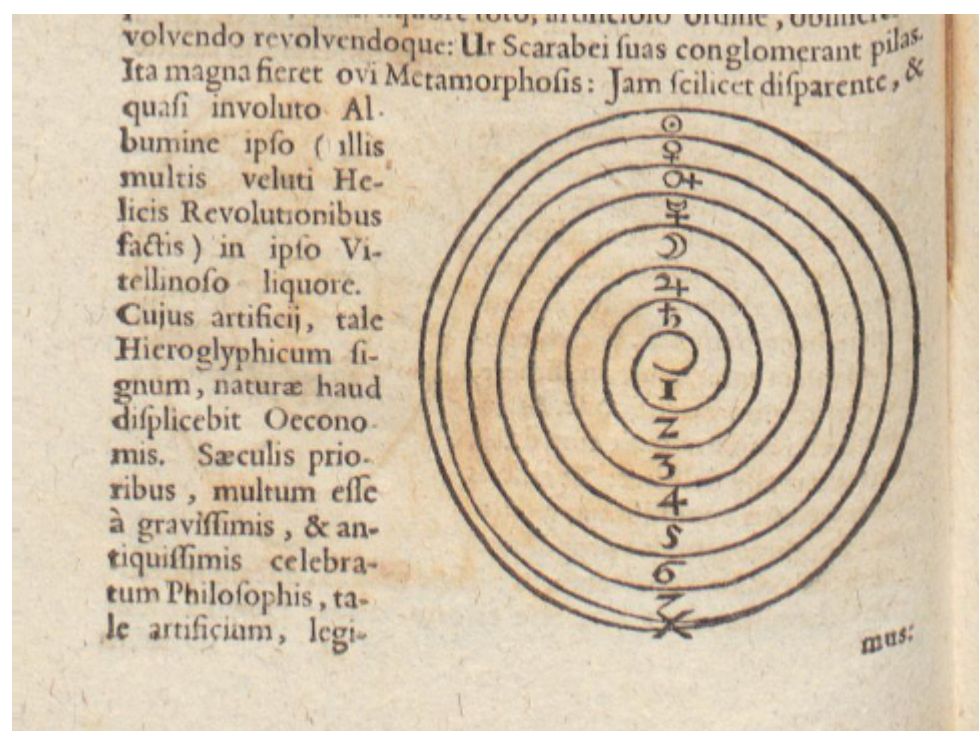 volvendo revolvendoque: Ut Scarabei ſuas conglomerant pilas.
Ita magna fieret ovi Metamorphoſis: Jam ſcilicet diſparente, &
quaſi involuto Al-
bumine ipſo ( illis
multis veluti He-
licis Revolutionibus
factis ) in ipſo Vi-
tellinoſo liquore.
Cujus artificij, tale
Hieroglyphicum ſi-
gnum, naturæ haud
diſplicebit Oecono-
mis. Sæculis prio-
ribus, multum eſſe
à graviſſimis, & an-
tiquiſſimis celebra-
tum Philoſophis, ta-
le artificium, legi-
mus:
☉
♀
♂
☿
☽
♃
♄
1
2
3
4
5
6
7